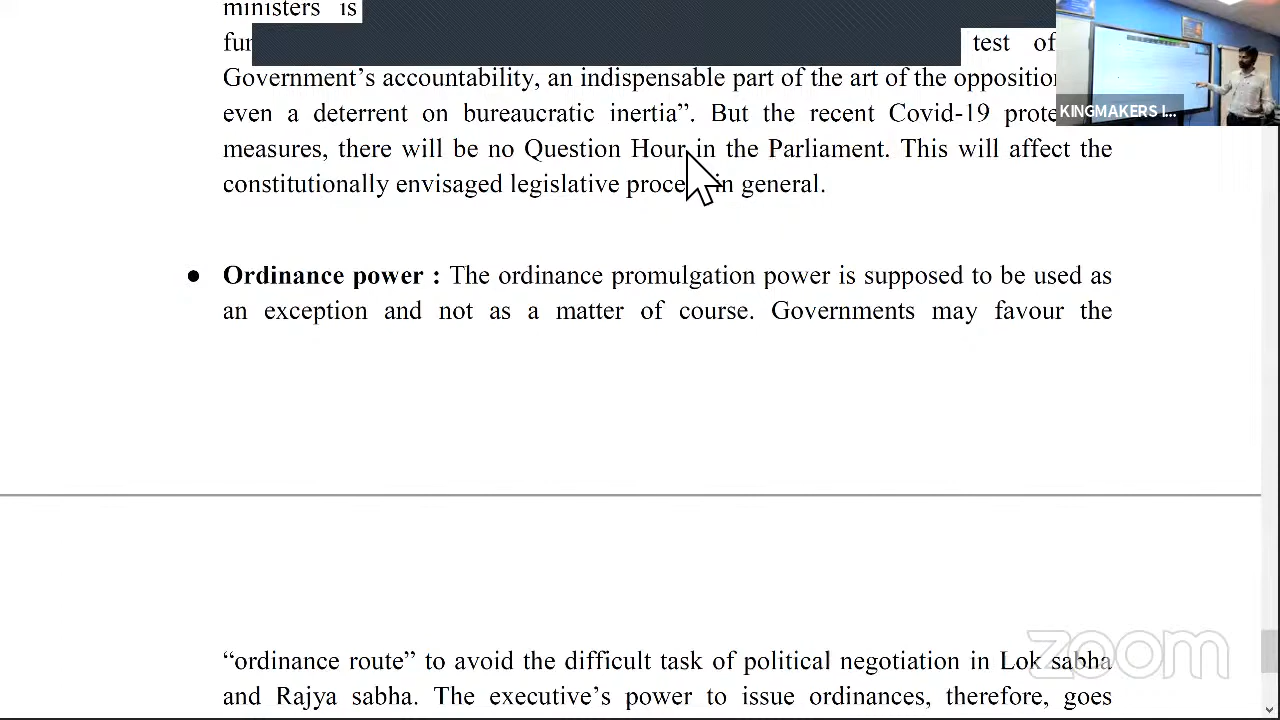 ministers is
test of
Government's accountability, an indispensable part of the art of the opposition
even a deterrent on bureaucratic inertia”. But the recent Covid-19
measures, there will be no Question Hour in the Parliament. This will affect the
constitutionally envisaged legislative in general.
● Ordinance power : The ordinance promulgation power is supposed to be used as
an exception and not as a matter of course. Governments may favour the
“ordinance route” to avoid the difficult task of political negotiation in Lok sabha
and Rajya sabha. The executive's power to issue ordinances, therefore, goes
KINGMAKERS I...
zoom